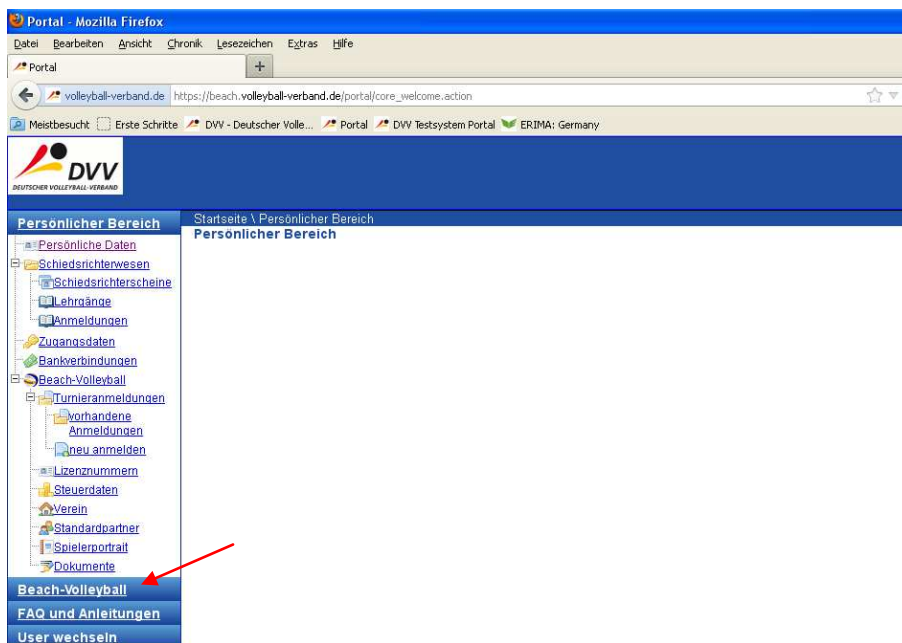 Portal - Mozilla Firefox
Datei Bearbeiten Ansicht Chronik Lesezeichen Extras Hilfe
Portal +
volleyball-verband.de https://beach.volleyball-verband.de/portal/core_welcome.action
Meistbesucht Erste Schritte DVV - Deutscher Volle... Portal DVV Testsystem Portal ERIMA: Germany
DVV
DEUTSCHER VOLLEYBALL-VERBAND
Persönlicher Bereich
Startseite \ Persönlicher Bereich
Persönlicher Bereich
Persönliche Daten
Schiedsrichterwesen
Schiedsrichterscheine
Lehrgänge
Anmeldungen
Zugangsdaten
Bankverbindungen
Beach-Volleyball
Turnieranmeldungen
vorhandene
Anmeldungen
neu anmelden
Lizenznummern
Steuerdaten
Verein
Standardpartner
Spielerportrait
Dokumente
Beach-Volleyball
FAQ und Anleitungen
User wechseln